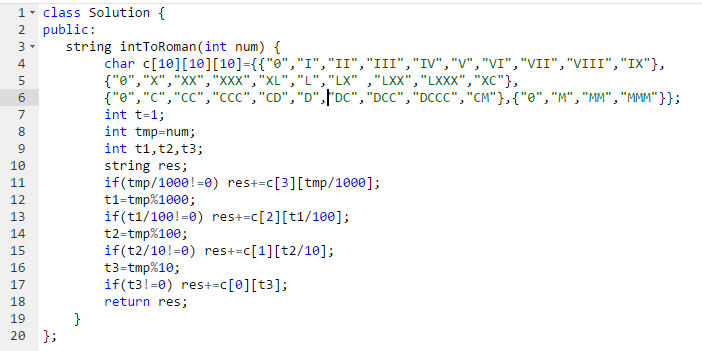 1 class Solution {
2 public:
3 string intToRoman(int num) {
4 char c[10][10][10]={{"0","I","II","III","IV","V","VI","VII","VIII","IX"},
5 {"0","X","XX","XXX","XL","L","LX" ,"LXX","LXXX","XC"},
6 {"0","C","CC","CCC","CD","D","DC","DCC","DCCC","CM"},{"0","M","MM","MMM"}};
7 int t=1;
8 int tmp=num;
9 int t1,t2,t3;
10 string res;
11 if(tmp/1000!=0) res+=c[3][tmp/1000];
12 t1=tmp%1000;
13 if(t1/100!=0) res+=c[2][t1/100];
14 t2=tmp%100;
15 if(t2/10!=0) res+=c[1][t2/10];
16 t3=tmp%10;
17 if(t3!=0) res+=c[0][t3];
18 return res;
19 }
20 };